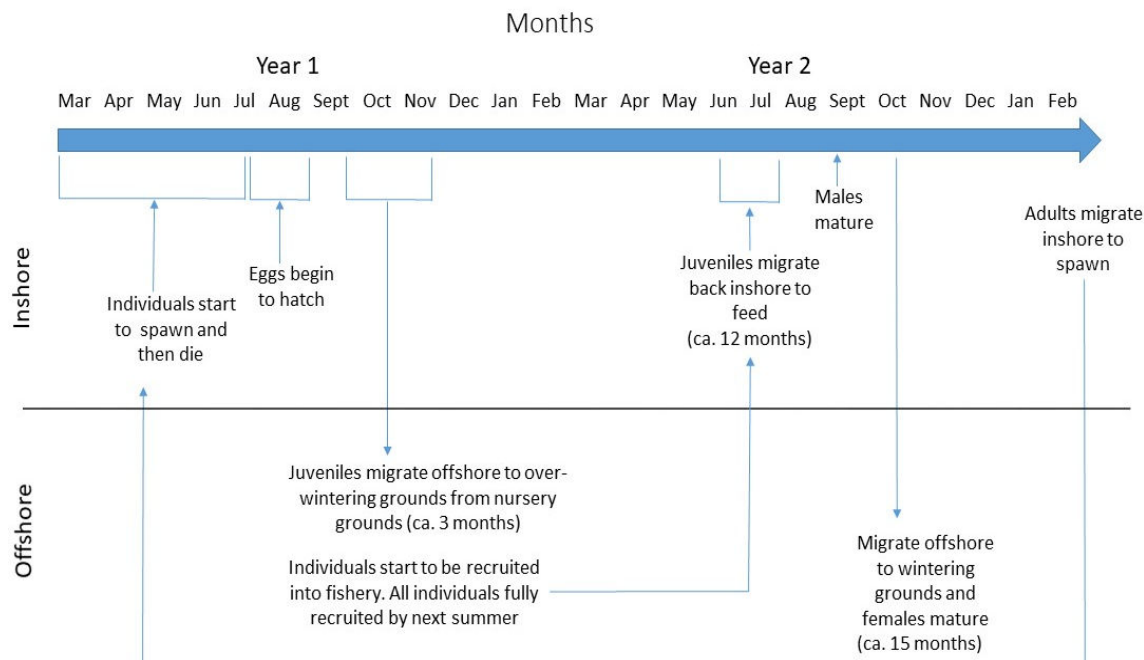 Months
Year 1
Year 2
Mar Apr May Jun Jul Aug Sept Oct Nov Dec Jan Feb Mar Apr May Jun Jul Aug Sept Oct Nov Dec Jan Feb
Inshore
Individuals start
to spawn and
then die
Eggs begin
to hatch
Juveniles migrate
back inshore to
feed
(ca. 12 months)
Males
mature
Adults migrate
inshore to
spawn
Offshore
Juveniles migrate offshore to over-
wintering grounds from nursery
grounds (ca. 3 months)
Individuals start to be recruited
into fishery. All individuals fully
recruited by next summer
Migrate offshore
to wintering
grounds and
females mature
(ca. 15 months)